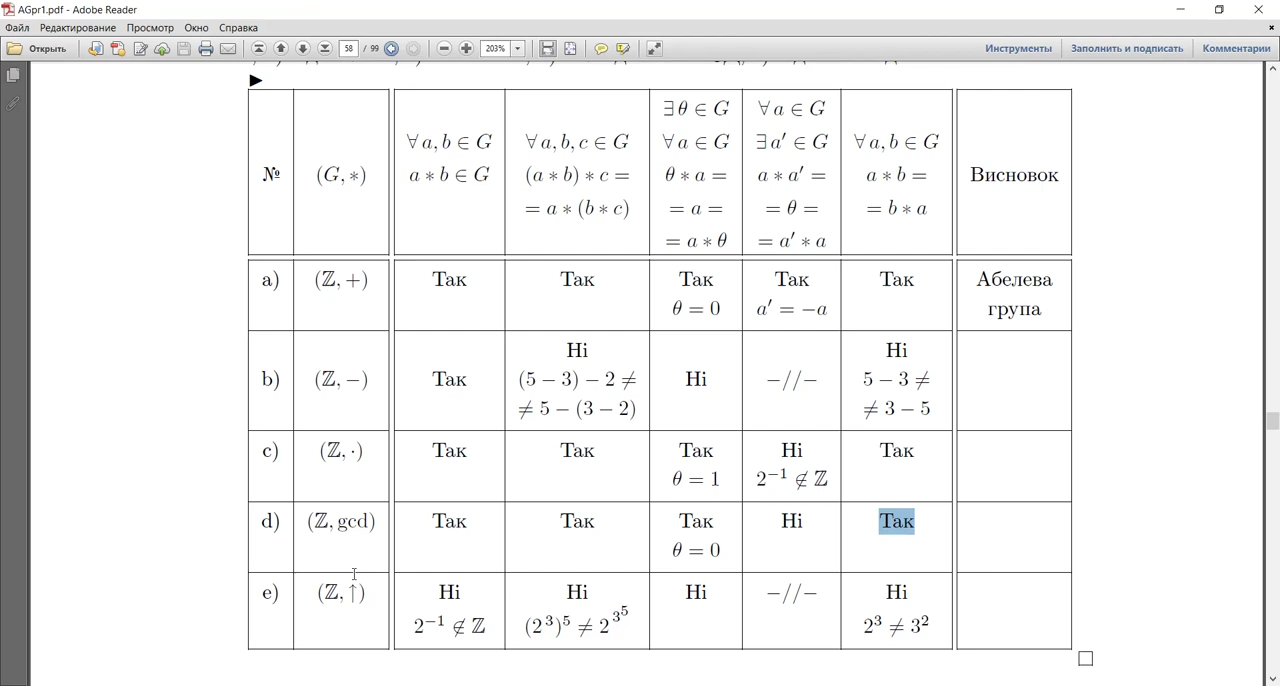 AGpr1.pdf - Adobe Reader
Файл Редактирование Просмотр Окно Справка
Открыть 58 / 99 203% Инструменты Заполнить и подписать Комментарии
№ (G, ∗) ∀ a, b ∈ G a ∗ b ∈ G ∀ a, b, c ∈ G (a ∗ b) ∗ c = = a ∗ (b ∗ c) ∃ θ ∈ G ∀ a ∈ G θ ∗ a = = a = = a ∗ θ ∀ a ∈ G ∃ a′ ∈ G a ∗ a′ = = θ = = a′ ∗ a ∀ a, b ∈ G a ∗ b = = b ∗ a Висновок
a) (ℤ, +) Так Так Так θ = 0 Так a′ = −a Так Абелева група
b) (ℤ, −) Так Ні (5 − 3) − 2 ≠ ≠ 5 − (3 − 2) Ні −//− Ні 5 − 3 ≠ ≠ 3 − 5
c) (ℤ, ·) Так Так Так θ = 1 Ні 2⁻¹ ∉ ℤ Так
d) (ℤ, gcd) Так Так Так θ = 0 Ні Так
e) (ℤ, ↑) Ні 2⁻¹ ∉ ℤ Ні (2³)⁵ ≠ 2^3^5 Ні −//− Ні 2³ ≠ 3²